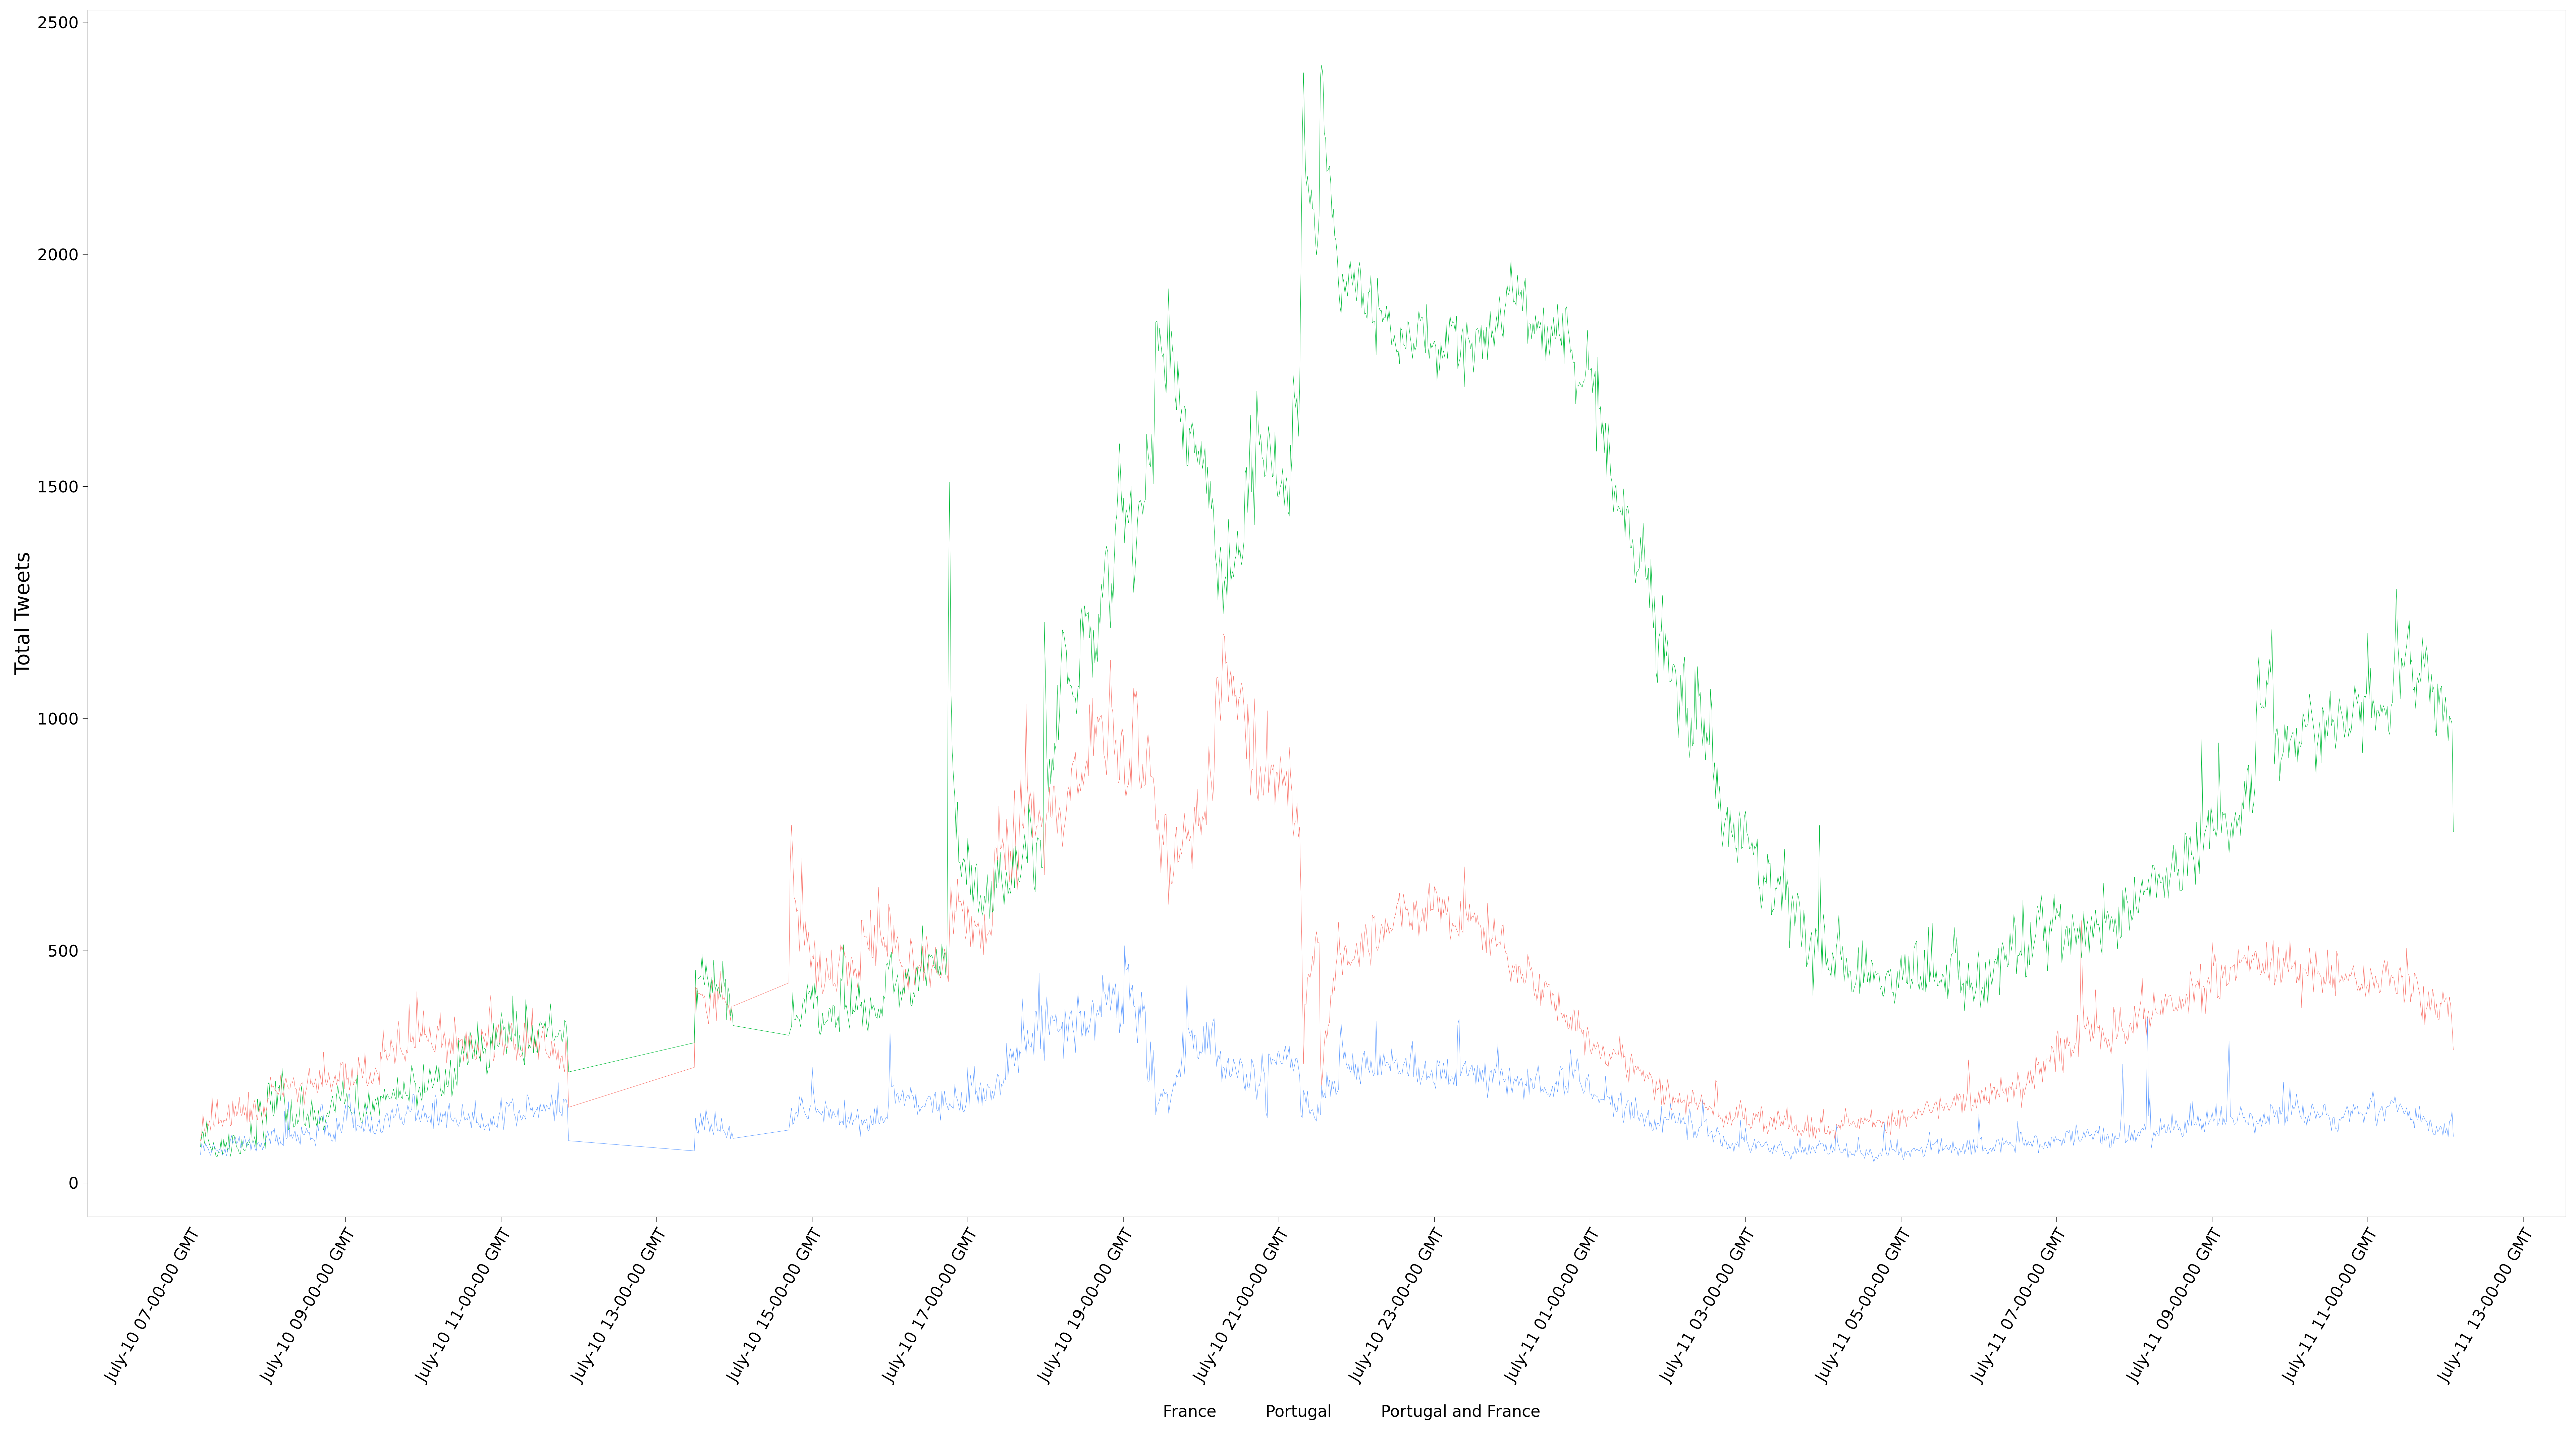 2500
2000
1500
1000
500
0
Total Tweets
July-10 07-00-00 GMT
July-10 09-00-00 GMT
July-10 11-00-00 GMT
July-10 13-00-00 GMT
July-10 15-00-00 GMT
July-10 17-00-00 GMT
July-10 19-00-00 GMT
July-10 21-00-00 GMT
July-10 23-00-00 GMT
July-11 01-00-00 GMT
July-11 03-00-00 GMT
July-11 05-00-00 GMT
July-11 07-00-00 GMT
July-11 09-00-00 GMT
July-11 11-00-00 GMT
July-11 13-00-00 GMT
France Portugal Portugal and France